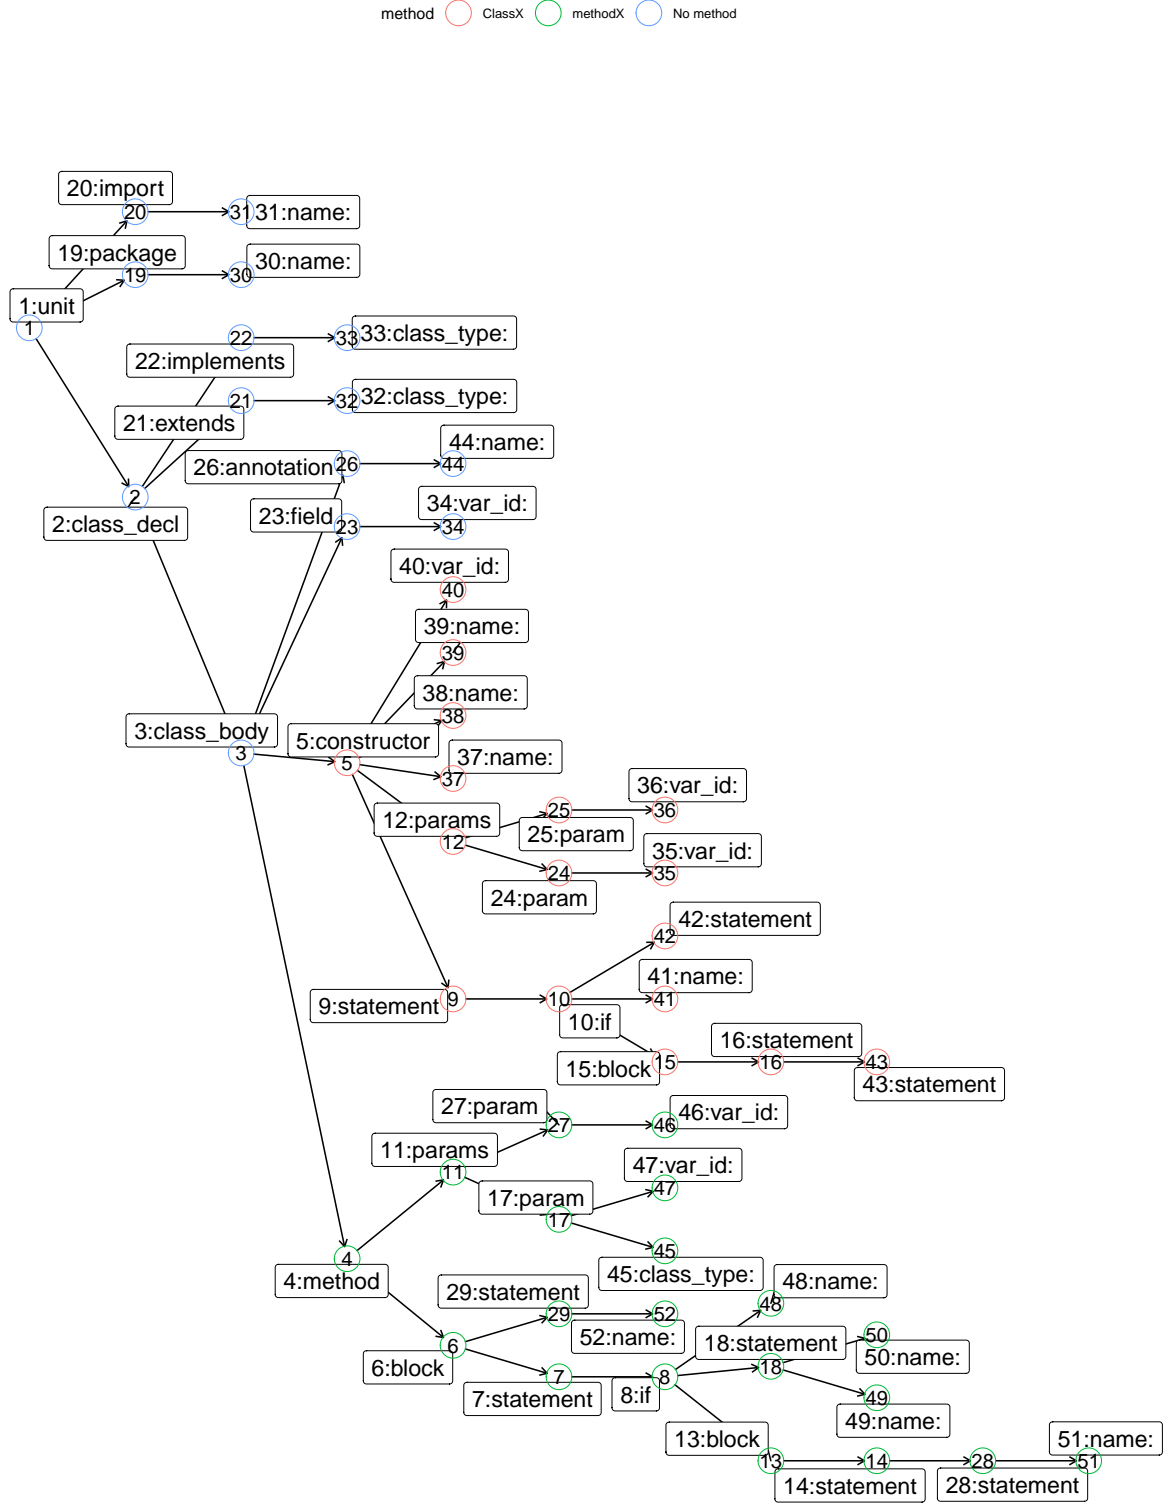 method ClassX methodX No method
20:import
20
31
31:name:
19:package
30:name:
19
30
1:unit
1
22
33
33:class_type:
22:implements
21
32
32:class_type:
21:extends
44:name:
26:annotation
26
44
2
34:var_id:
2:class_decl
23:field
23
34
40:var_id:
40
39:name:
39
38:name:
38
3:class_body
5:constructor
3
5
37:name:
37
36:var_id:
25
36
12:params
25:param
12
35:var_id:
24
35
24:param
42:statement
42
41:name:
9:statement
9
10
41
10:if
16:statement
15:block
15
16
43
43:statement
27:param
46:var_id:
27
46
11:params
11
47:var_id:
47
17:param
17
45
4
4:method
45:class_type:
48:name:
29:statement
48
29
52
52:name:
18:statement
50
6
50:name:
6:block
18
7
8
7:statement
8:if
49
49:name:
13:block
51:name:
13
14
28
51
14:statement
28:statement